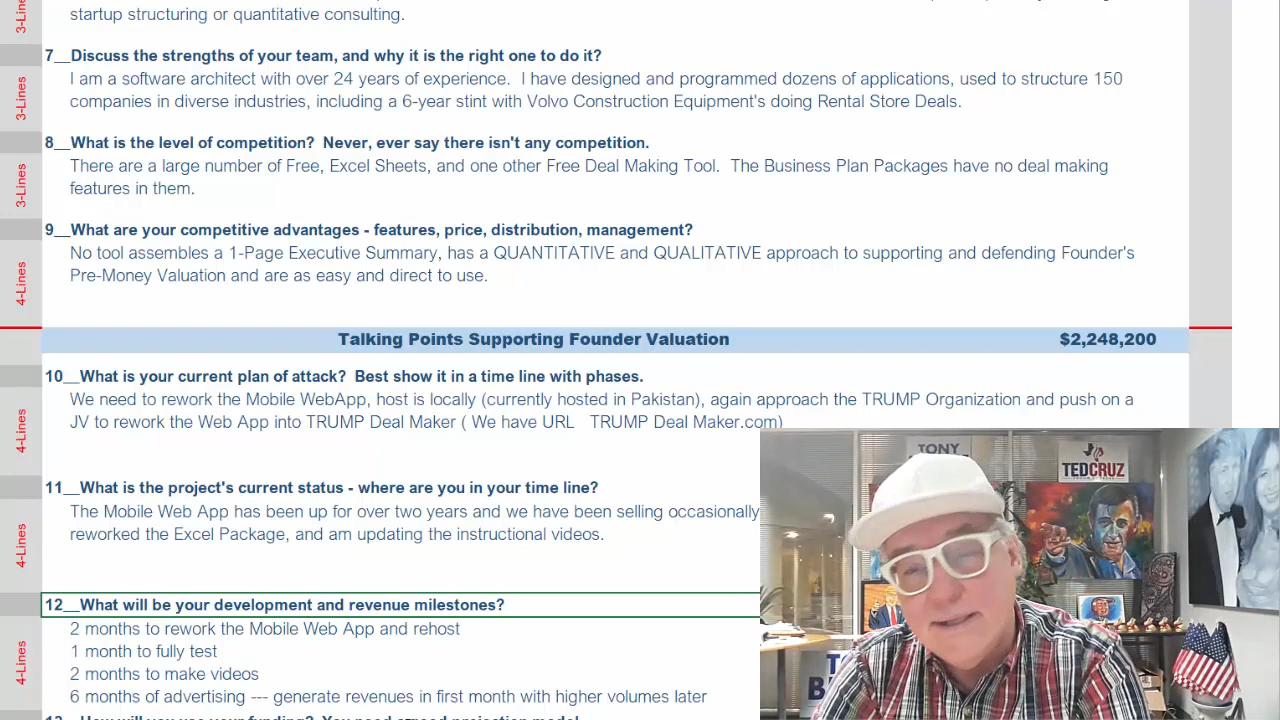 3-Lines
startup structuring or quantitative consulting.
7__Discuss the strengths of your team, and why it is the right one to do it?
3-Lines
I am a software architect with over 24 years of experience.  I have designed and programmed dozens of applications, used to structure 150
companies in diverse industries, including a 6-year stint with Volvo Construction Equipment's doing Rental Store Deals.
8__What is the level of competition?  Never, ever say there isn't any competition.
3-Lines
There are a large number of Free, Excel Sheets, and one other Free Deal Making Tool.  The Business Plan Packages have no deal making
features in them.
9__What are your competitive advantages - features, price, distribution, management?
4-Lines
No tool assembles a 1-Page Executive Summary, has a QUANTITATIVE and QUALITATIVE approach to supporting and defending Founder's
Pre-Money Valuation and are as easy and direct to use.
Talking Points Supporting Founder Valuation $2,248,200
10__What is your current plan of attack?  Best show it in a time line with phases.
4-Lines
We need to rework the Mobile WebApp, host is locally (currently hosted in Pakistan), again approach the TRUMP Organization and push on a
JV to rework the Web App into TRUMP Deal Maker ( We have URL   TRUMP Deal Maker.com)
11__What is the project's current status - where are you in your time line?
4-Lines
The Mobile Web App has been up for over two years and we have been selling occasionally
reworked the Excel Package, and am updating the instructional videos.
12__What will be your development and revenue milestones?
4-Lines
2 months to rework the Mobile Web App and rehost
1 month to fully test
2 months to make videos
6 months of advertising --- generate revenues in first month with higher volumes later
TONY
TEDCRUZ